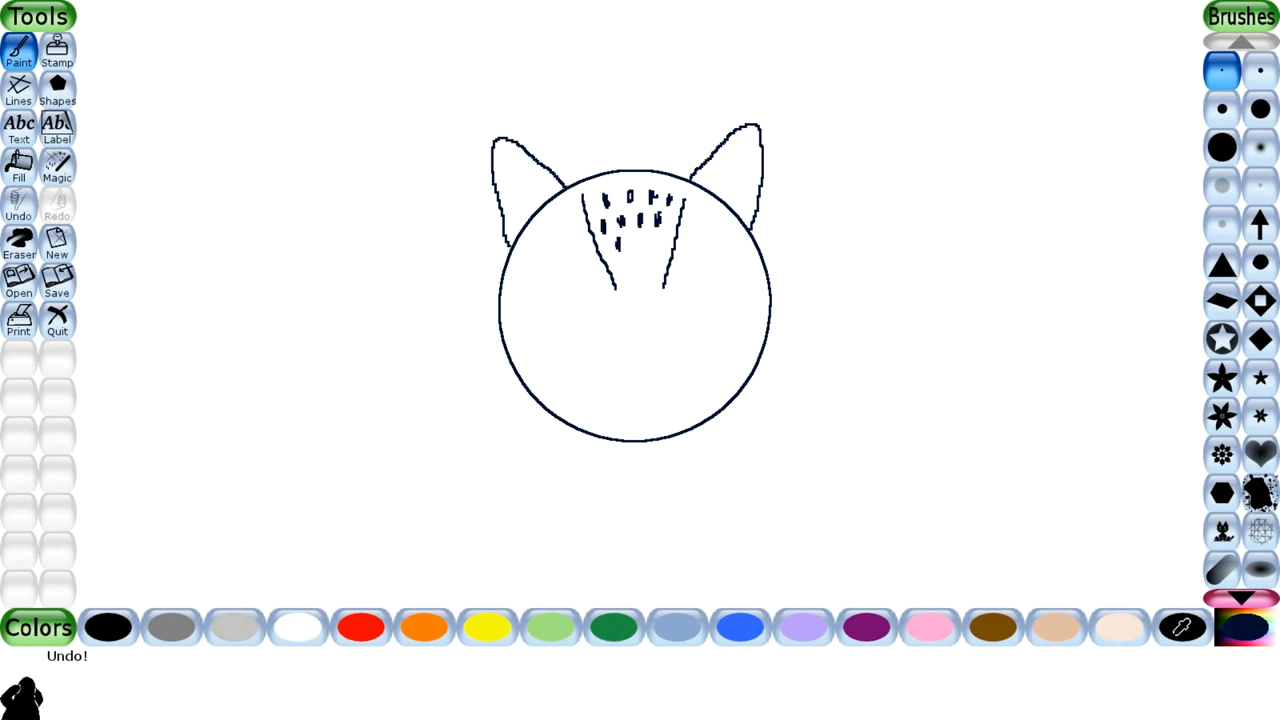 Tools
Brushes
Paint
Stamp
Lines
Shapes
Abc
Abc
Text
Label
Fill
Magic
Undo
Redo
Eraser
New
Open
Save
Print
Quit
Colors
Undo!